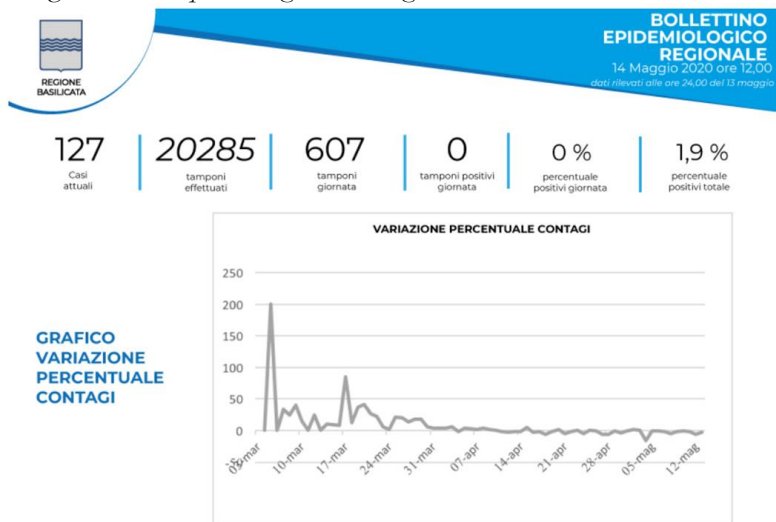 BOLLETTINO
EPIDEMIOLOGICO
REGIONALE
14 Maggio 2020 ore 12,00
dati rilevati alle ore 24,00 del 13 maggio
REGIONE
BASILICATA
127
Casi
attuali
20285
tamponi
effettuati
607
tamponi
giornata
0
tamponi positivi
giornata
0 %
percentuale
positivi giornata
1,9 %
percentuale
positivi totale
GRAFICO
VARIAZIONE
PERCENTUALE
CONTAGI
VARIAZIONE PERCENTUALE CONTAGI
250
200
150
100
50
0
-50
03-mar
10-mar
17-mar
24-mar
31-mar
07-apr
14-apr
21-apr
28-apr
05-mag
12-mag